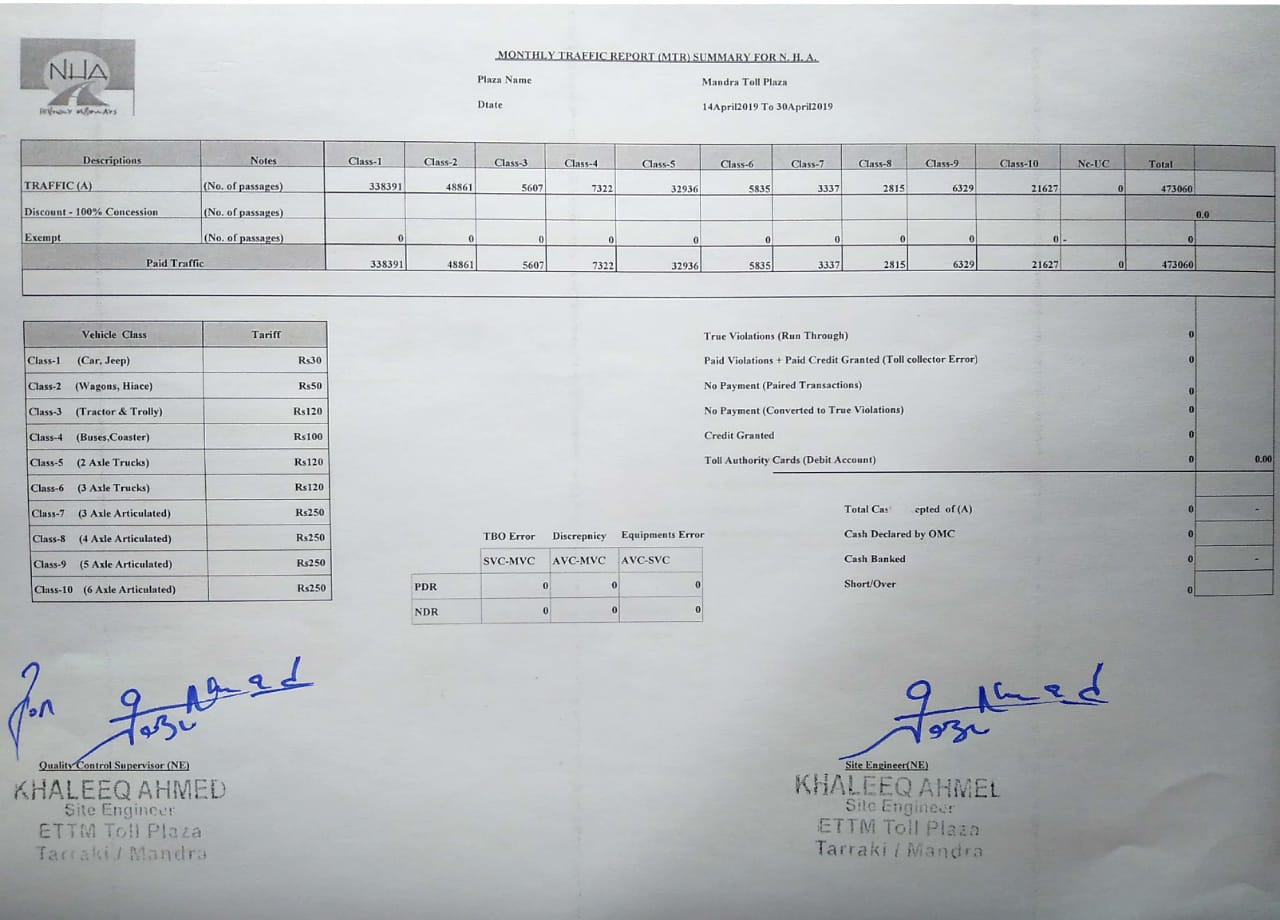 NHA
MONTHLY TRAFFIC REPORT (MTR) SUMMARY FOR N. H. A.
Plaza Name Mandra Toll Plaza
Dtate 14April2019 To 30April2019
Descriptions Notes Class-1 Class-2 Class-3 Class-4 Class-5 Class-6 Class-7 Class-8 Class-9 Class-10 Nc-UC Total
TRAFFIC (A) (No. of passages) 338391 48861 5607 7322 32936 5835 3337 2815 6329 21627 0 473060
Discount - 100% Concession (No. of passages) 0.0
Exempt (No. of passages) 0 0 0 0 0 0 0 0 0 0 - 0
Paid Traffic 338391 48861 5607 7322 32936 5835 3337 2815 6329 21627 0 473060
Vehicle Class Tariff
Class-1 (Car, Jeep) Rs30
Class-2 (Wagons, Hiace) Rs50
Class-3 (Tractor & Trolly) Rs120
Class-4 (Buses,Coaster) Rs100
Class-5 (2 Axle Trucks) Rs120
Class-6 (3 Axle Trucks) Rs120
Class-7 (3 Axle Articulated) Rs250
Class-8 (4 Axle Articulated) Rs250
Class-9 (5 Axle Articulated) Rs250
Class-10 (6 Axle Articulated) Rs250
True Violations (Run Through) 0
Paid Violations + Paid Credit Granted (Toll collector Error) 0
No Payment (Paired Transactions) 0
No Payment (Converted to True Violations) 0
Credit Granted 0
Toll Authority Cards (Debit Account) 0 0.00
Total Cas epted of (A) 0 -
Cash Declared by OMC 0
Cash Banked 0 -
Short/Over 0
TBO Error Discrepnicy Equipments Error
SVC-MVC AVC-MVC AVC-SVC
PDR 0 0 0
NDR 0 0 0
for
Quality Control Supervisor (NE)
KHALEEQ AHMED
Site Engineer
ETTM Toll Plaza
Tarraki / Mandra
Site Engineer(NE)
KHALEEQ AHMED
Site Engineer
ETTM Toll Plaza
Tarraki / Mandra